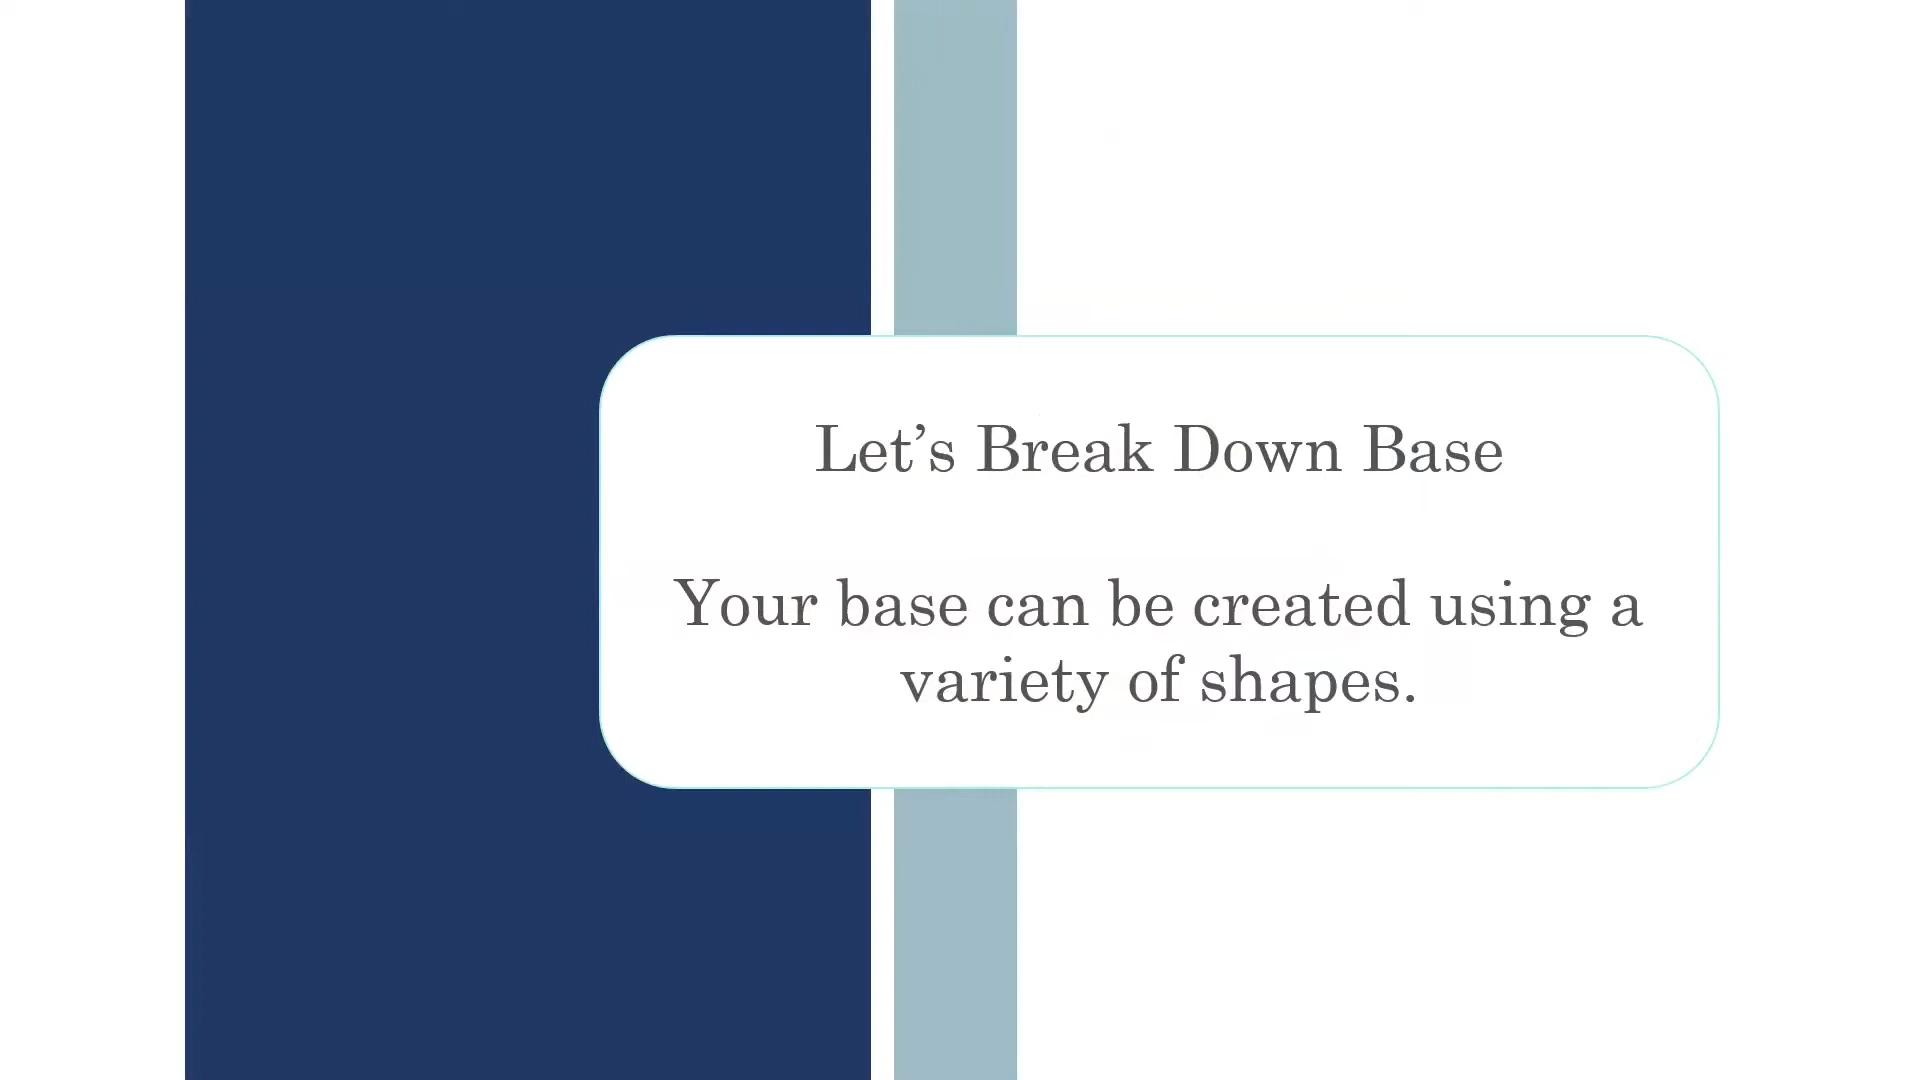 Let’s Break Down Base
Your base can be created using a
variety of shapes.